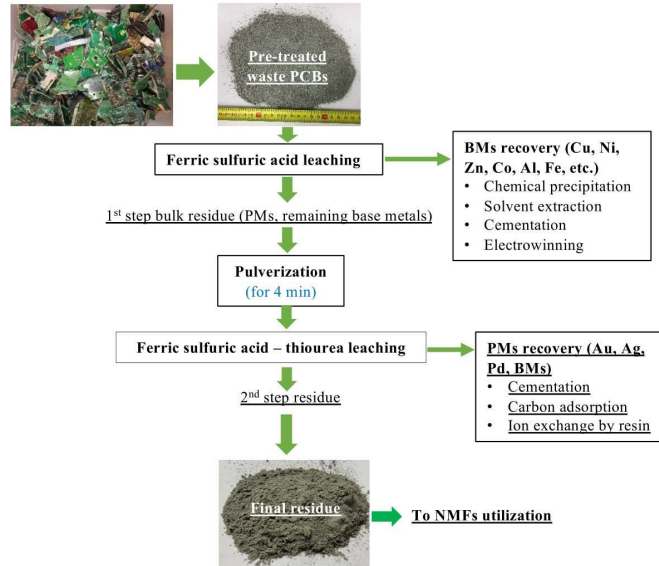 Pre-treated
waste PCBs
Ferric sulfuric acid leaching
BMs recovery (Cu, Ni,
Zn, Co, Al, Fe, etc.)
• Chemical precipitation
• Solvent extraction
• Cementation
• Electrowinning
1st step bulk residue (PMs, remaining base metals)
Pulverization
(for 4 min)
Ferric sulfuric acid – thiourea leaching
PMs recovery (Au, Ag,
Pd, BMs)
• Cementation
• Carbon adsorption
• Ion exchange by resin
2nd step residue
Final residue
To NMFs utilization